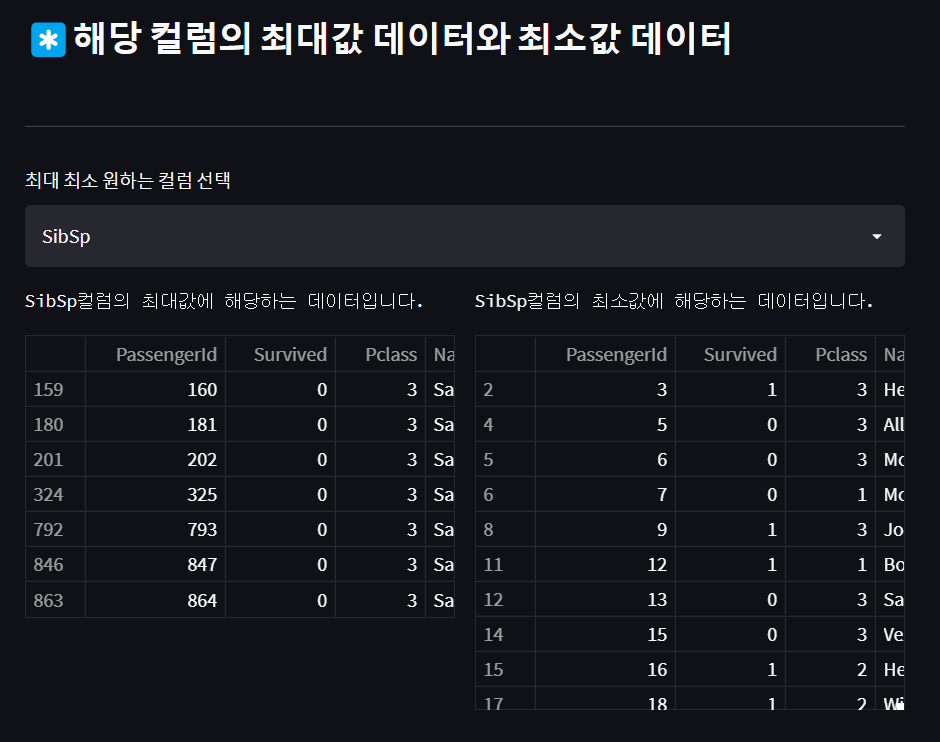 해당 컬럼의 최대값 데이터와 최소값 데이터
최대 최소 원하는 컬럼 선택
SibSp
SibSp컬럼의 최대값에 해당하는 데이터입니다.
PassengerId Survived Pclass Na
159 160 0 3 Sa
180 181 0 3 Sa
201 202 0 3 Sa
324 325 0 3 Sa
792 793 0 3 Sa
846 847 0 3 Sa
863 864 0 3 Sa
SibSp컬럼의 최소값에 해당하는 데이터입니다.
PassengerId Survived Pclass Na
2 3 1 3 He
4 5 0 3 All
5 6 0 3 Mo
6 7 0 1 Mc
8 9 1 3 Jo
11 12 1 1 Bo
12 13 0 3 Sa
14 15 0 3 Ve
15 16 1 2 He
17 18 1 2 Wi